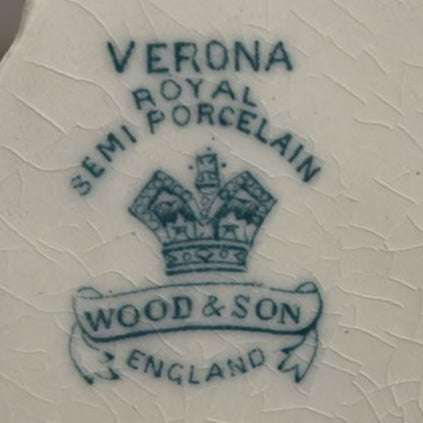 VERONA
ROYAL
SEMI PORCELAIN
WOOD & SON
ENGLAND